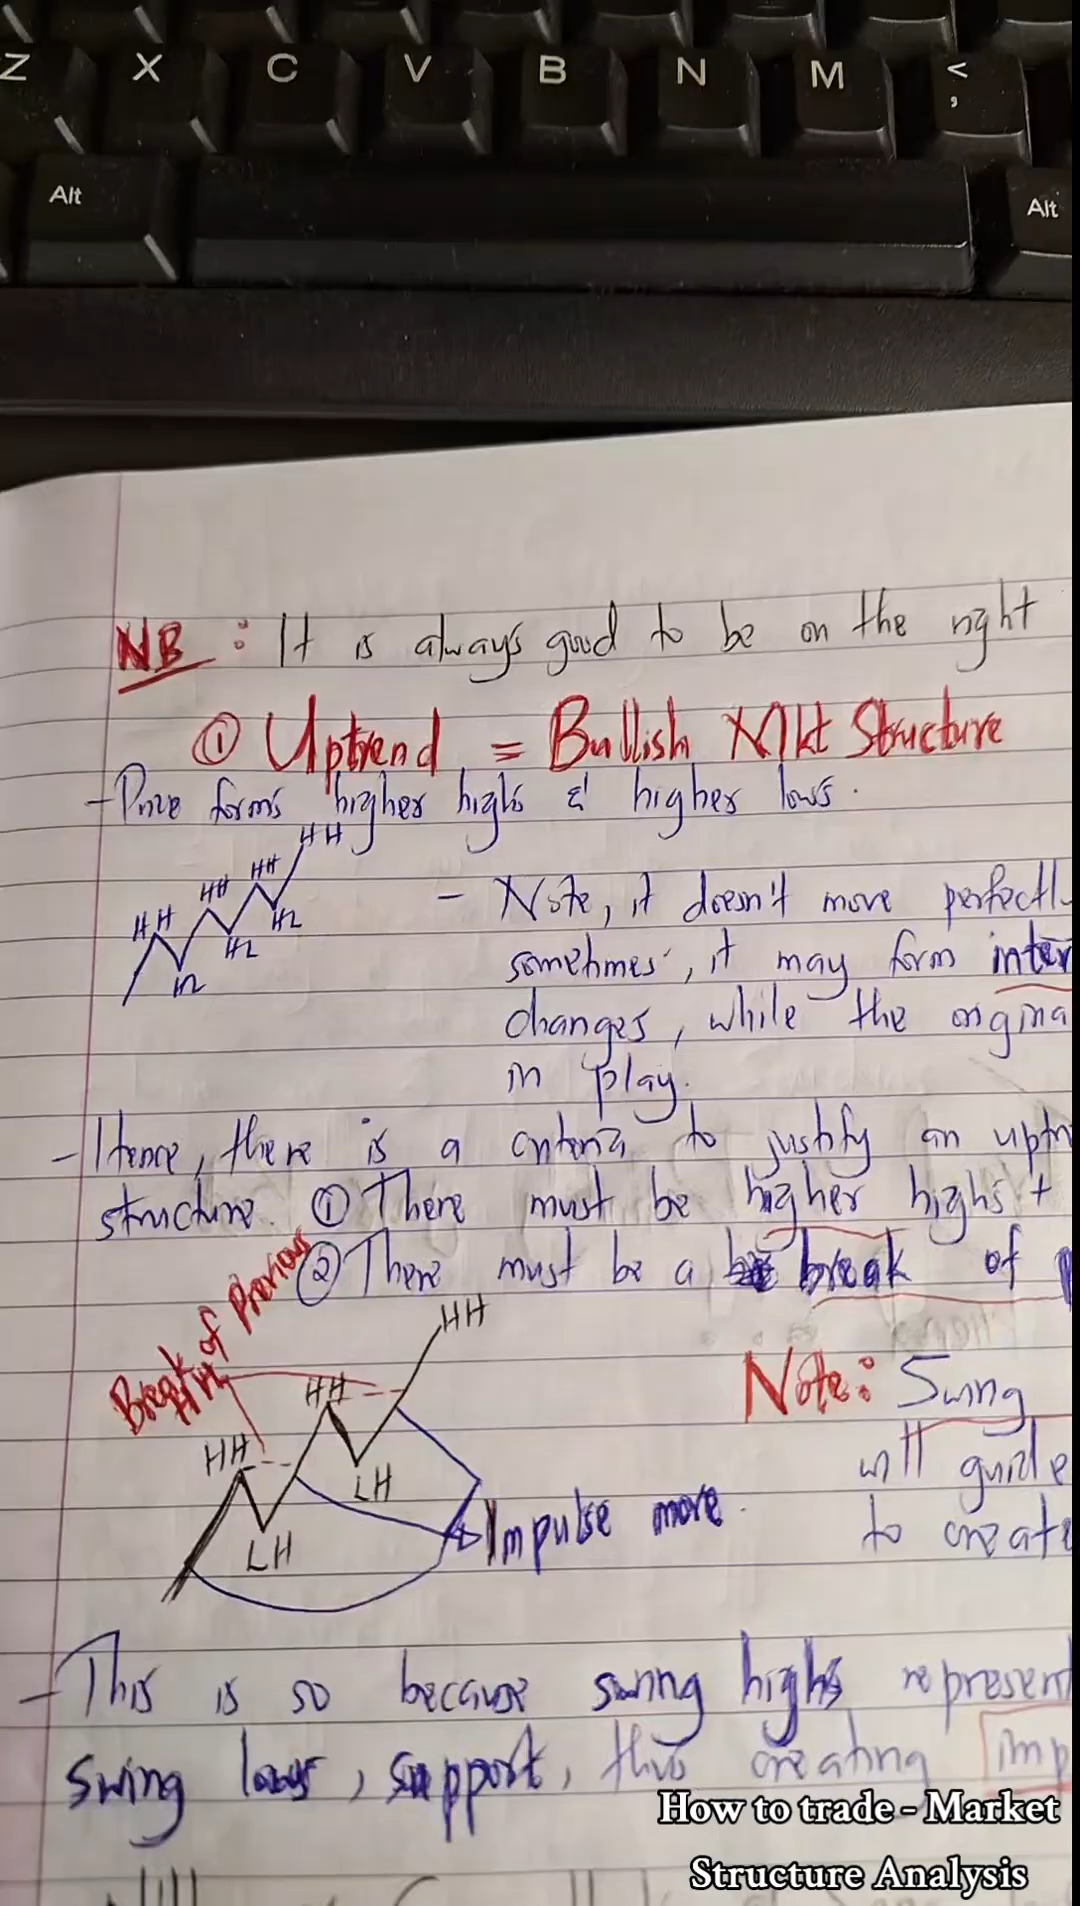 Z X C V B N M < ,
Alt Alt
NB : It is always good to be on the right
① Uptrend = Bullish Mkt Structure
- Price forms higher highs & higher lows.
HH
HH
HH
HH
HL
HL
HL
- Note, it doesn't move perfectl
sometimes, it may form inter
changes, while the origina
in play.
- Hence, there is a criteria to justify an uptr
structure. ① There must be higher highs +
② There must be a break of p
Break of Previous
HH
HH
HH
HH
LH
LH
Impulse move.
Note: Swing
will guide
to create
- This is so because swing highs represent
swing lows, support, thus creating imp
How to trade - Market
Structure Analysis